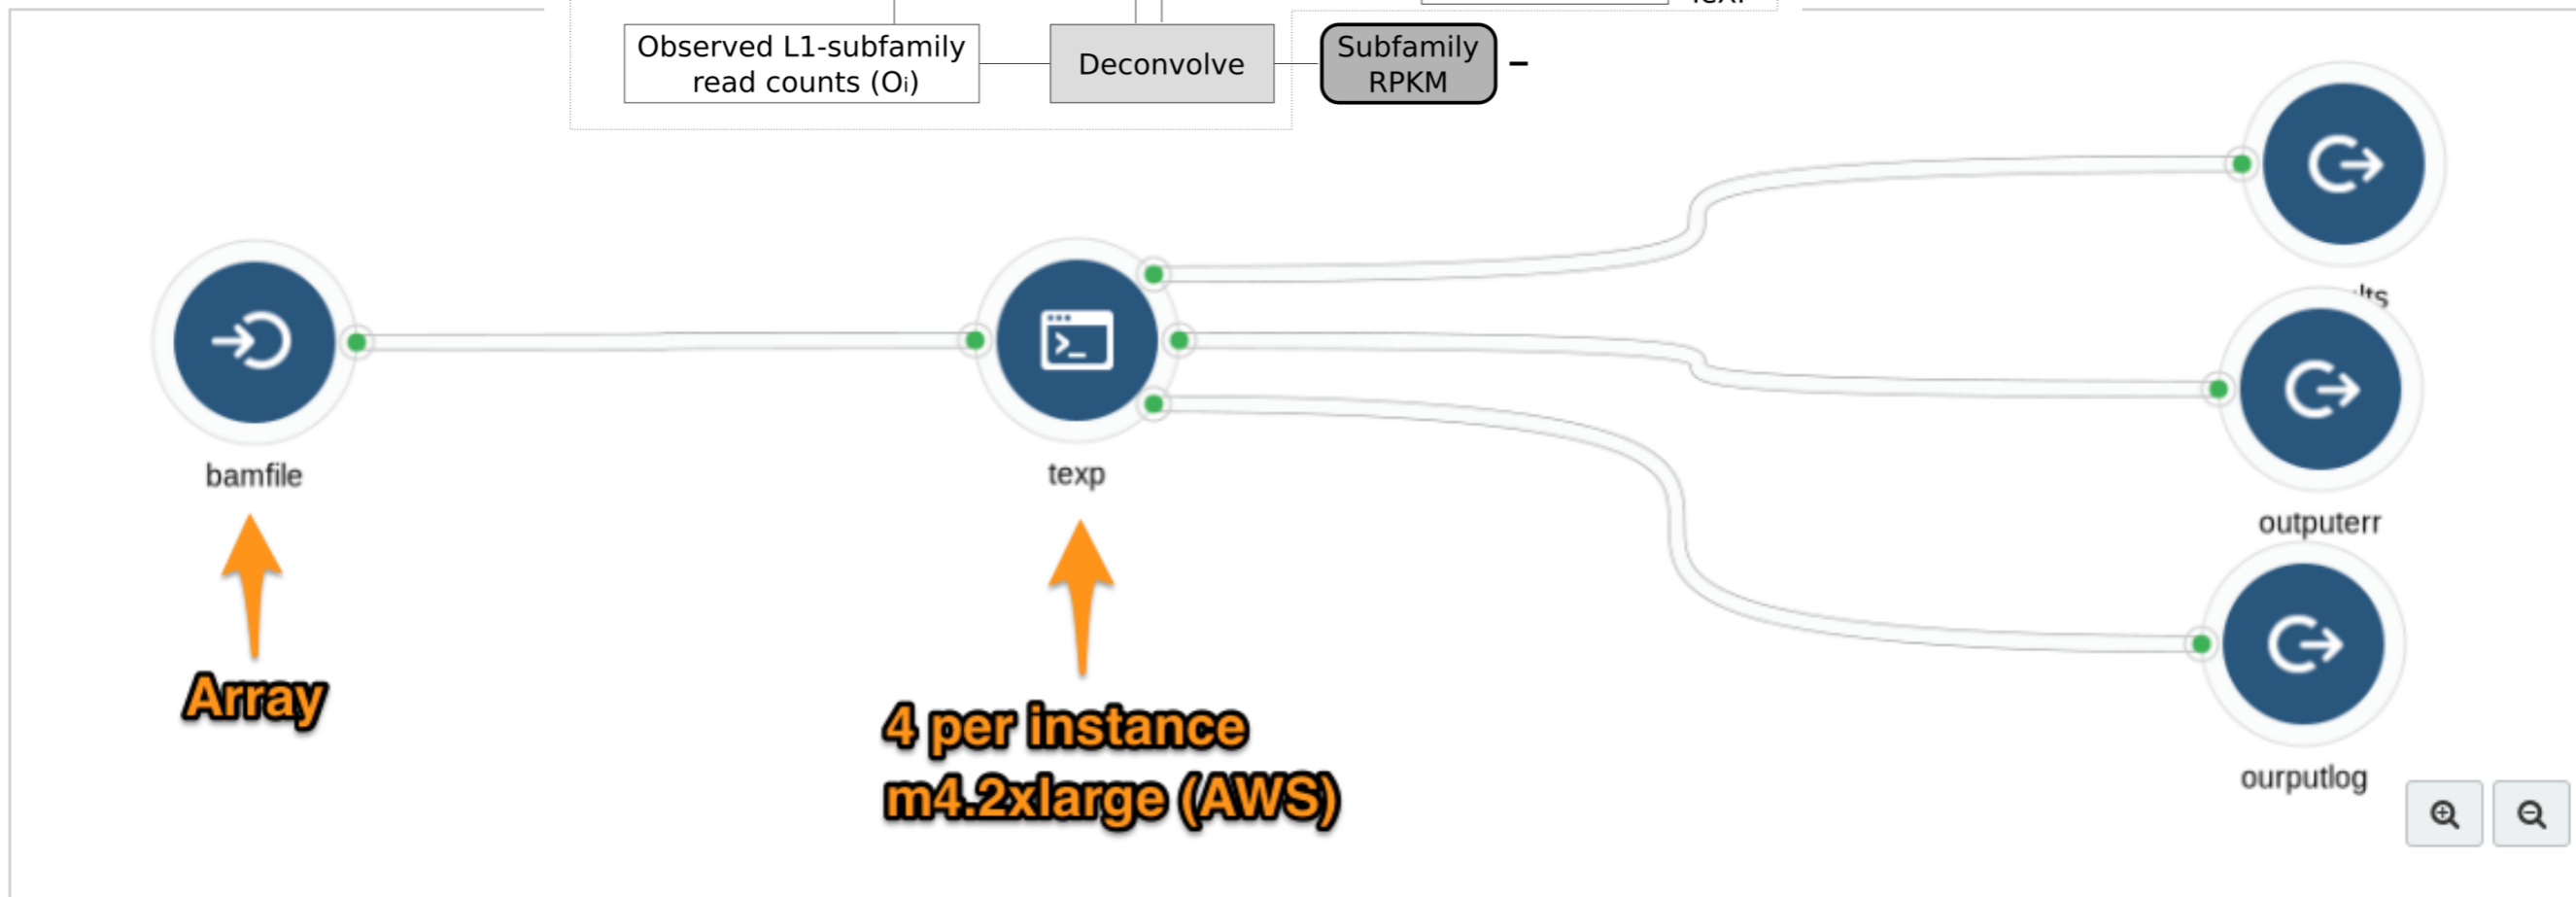 Observed L1-subfamily
read counts (Oi)
Deconvolve
Subfamily
RPKM
bamfile
texp
outputerr
ourputlog
Array
4 per instance
m4.2xlarge (AWS)